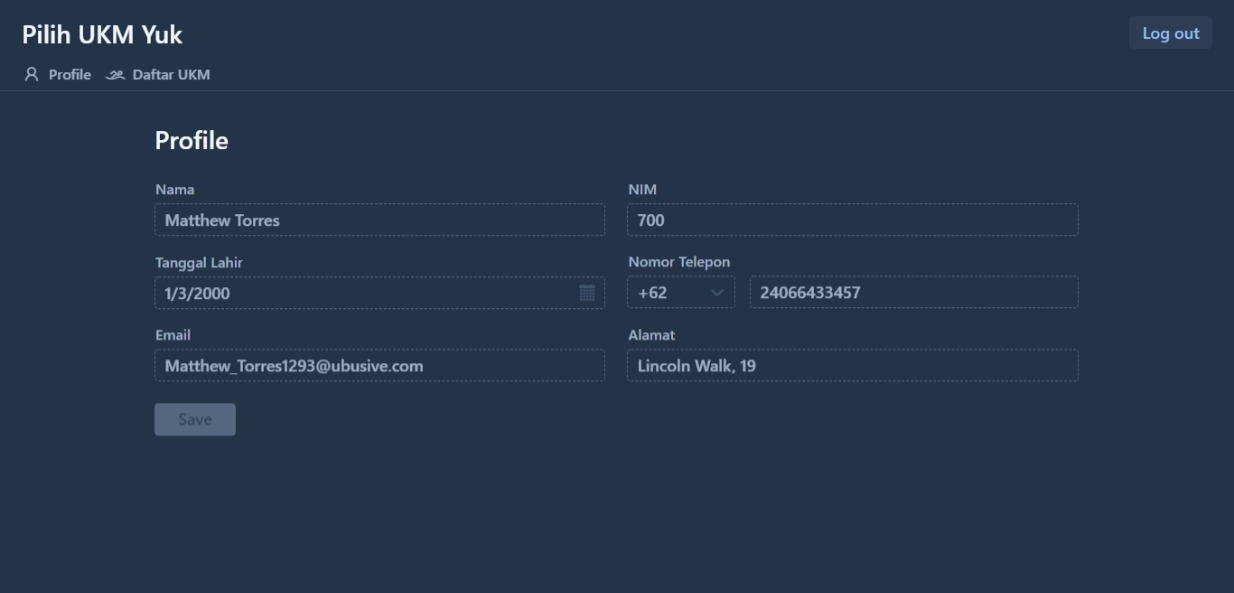 Pilih UKM Yuk
Log out
Profile
Daftar UKM
Profile
Nama
NIM
Matthew Torres
700
Tanggal Lahir
Nomor Telepon
1/3/2000
+62
24066433457
Email
Alamat
Matthew_Torres1293@ubusive.com
Lincoln Walk, 19
Save